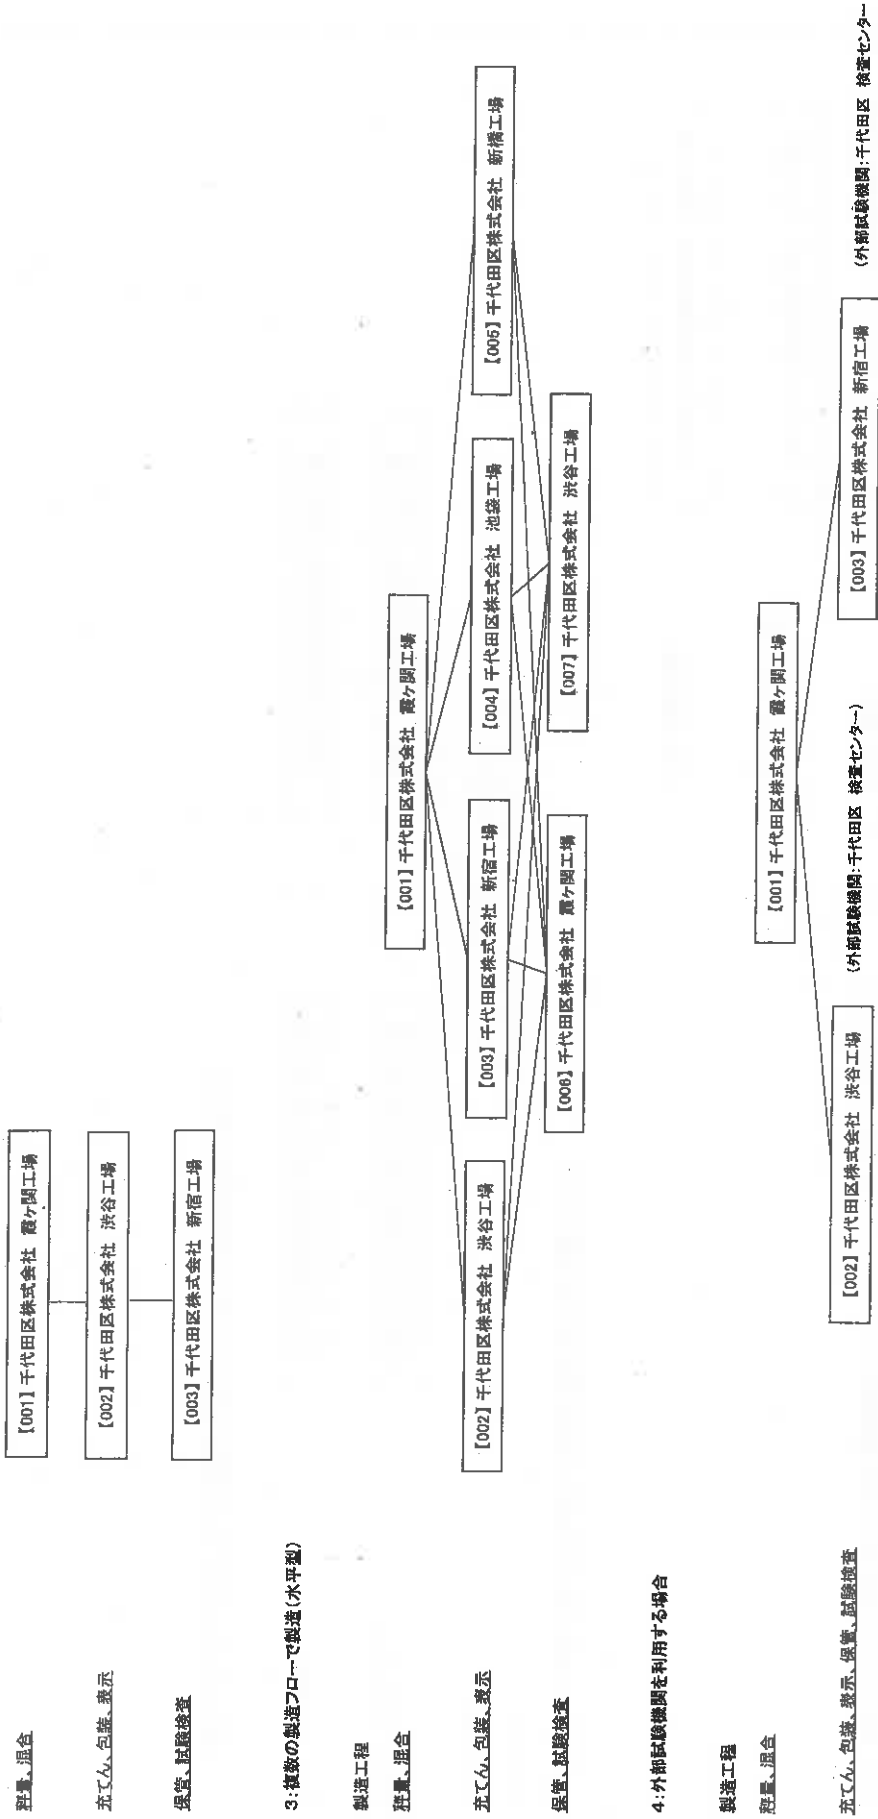 秤量、混合
【001】千代田区株式会社 霞ヶ関工場
充てん、包装、表示
【002】千代田区株式会社 渋谷工場
保管、試験検査
【003】千代田区株式会社 新宿工場
3:複数の製造フローで製造(水平型)
製造工程
秤量、混合
【001】千代田区株式会社 霞ヶ関工場
充てん、包装、表示
【002】千代田区株式会社 渋谷工場
【003】千代田区株式会社 新宿工場
【004】千代田区株式会社 池袋工場
【005】千代田区株式会社 新橋工場
保管、試験検査
【006】千代田区株式会社 霞ヶ関工場
【007】千代田区株式会社 渋谷工場
4:外部試験機関を利用する場合
製造工程
秤量、混合
【001】千代田区株式会社 霞ヶ関工場
充てん、包装、表示、保管、試験検査
【002】千代田区株式会社 渋谷工場
(外部試験機関:千代田区 検査センター)
【003】千代田区株式会社 新宿工場
(外部試験機関:千代田区 検査センター